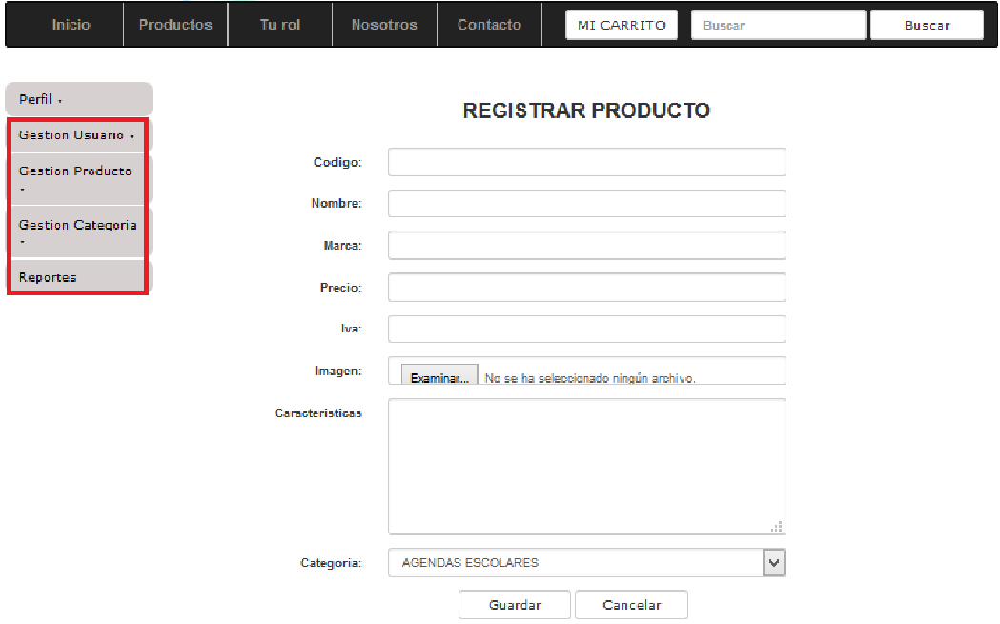 Inicio Productos Tu rol Nosotros Contacto MI CARRITO Buscar Buscar
Perfil
Gestion Usuario
Gestion Producto
Gestion Categoria
Reportes
REGISTRAR PRODUCTO
Codigo:
Nombre:
Marca:
Precio:
Iva:
Imagen: Examinar... No se ha seleccionado ningún archivo.
Caracteristicas
Categoria: AGENDAS ESCOLARES
Guardar Cancelar